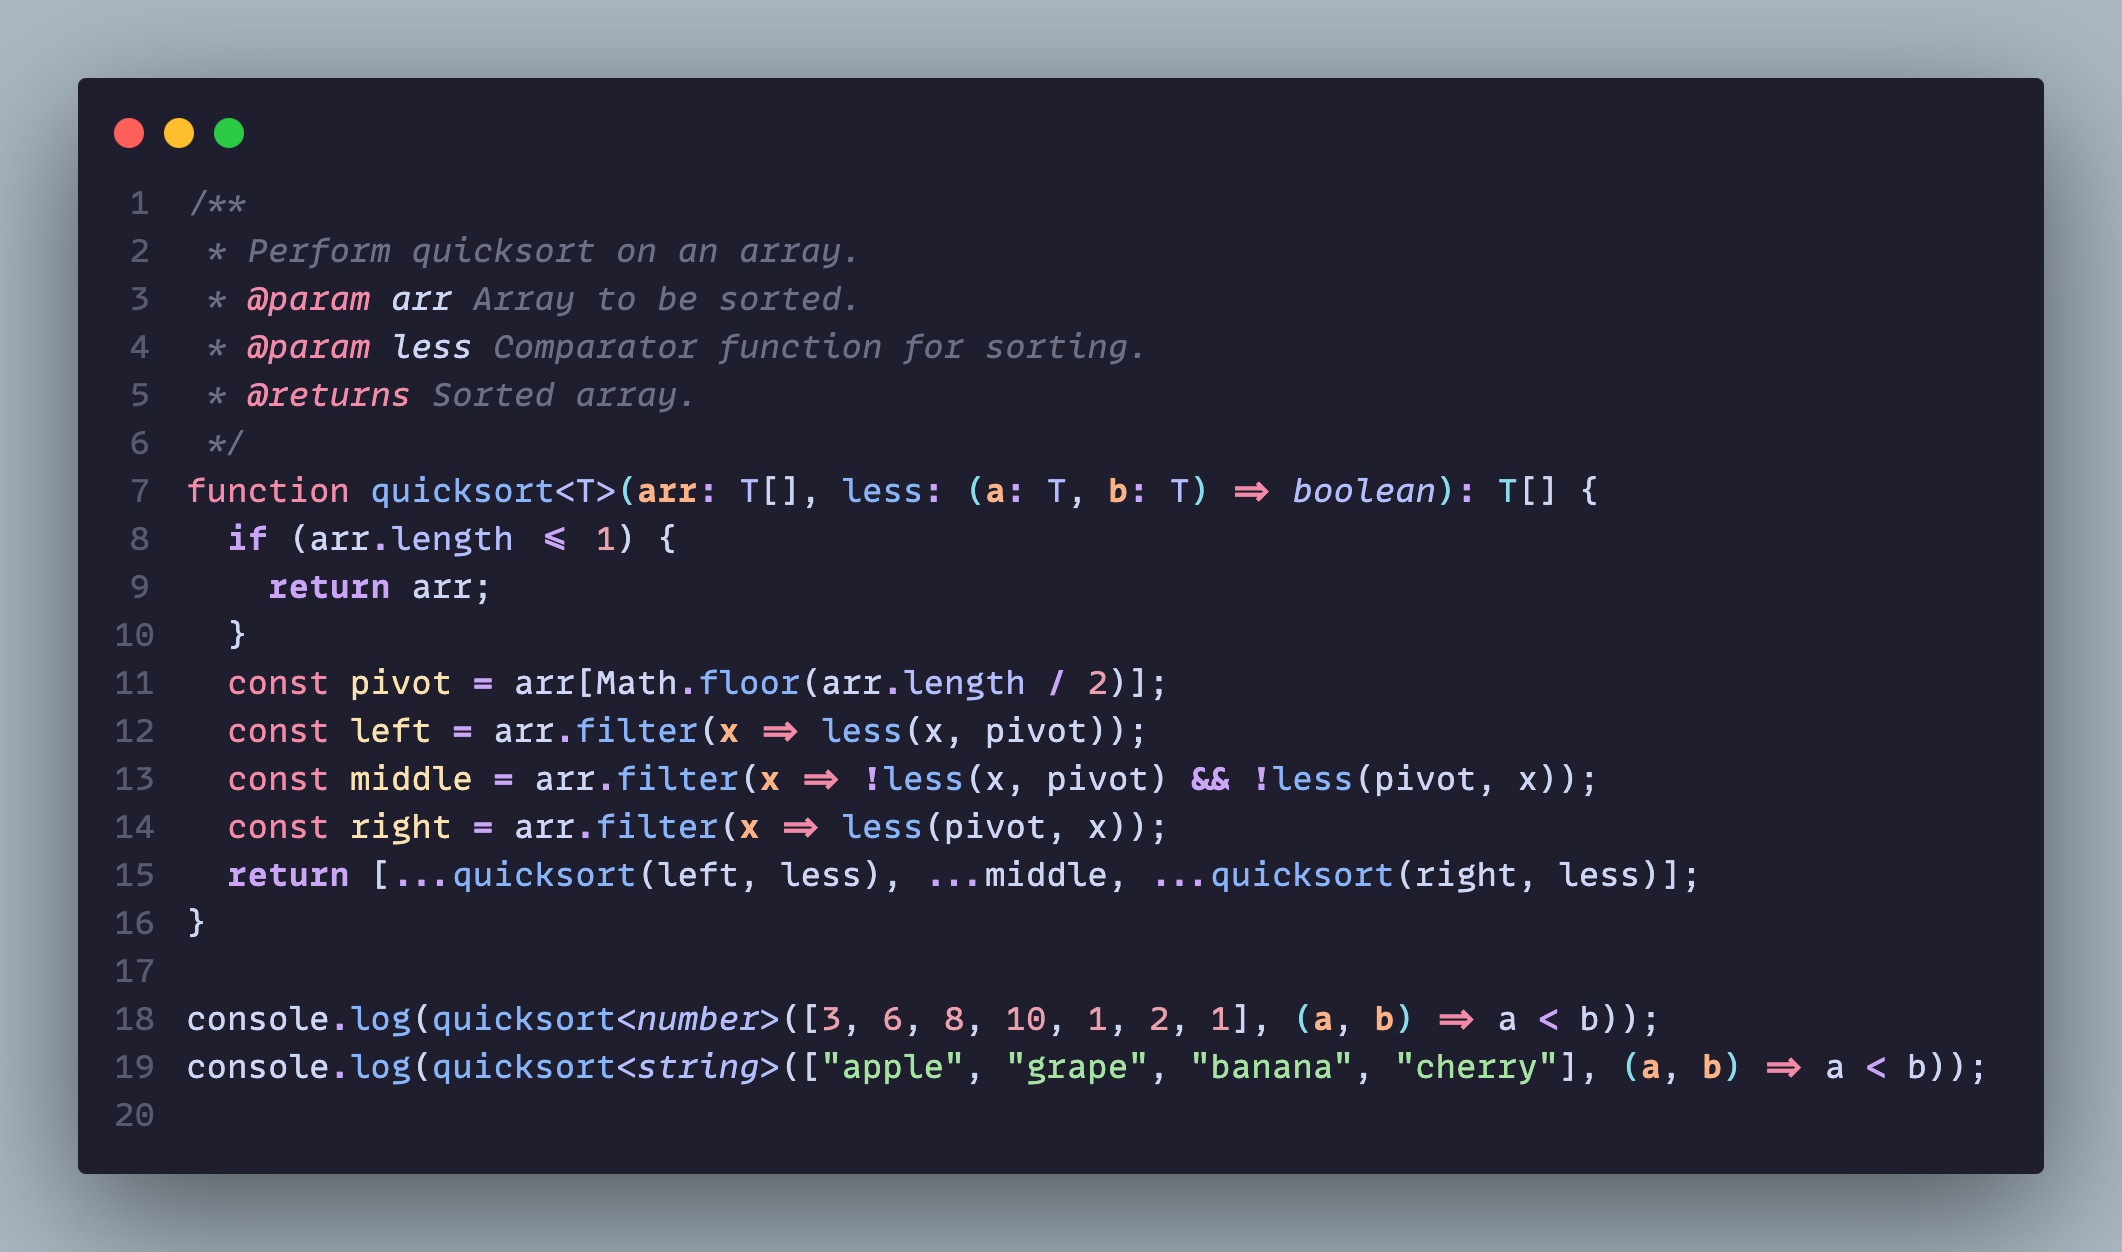 1 /**
2  * Perform quicksort on an array.
3  * @param arr Array to be sorted.
4  * @param less Comparator function for sorting.
5  * @returns Sorted array.
6  */
7 function quicksort<T>(arr: T[], less: (a: T, b: T) => boolean): T[] {
8   if (arr.length <= 1) {
9     return arr;
10   }
11   const pivot = arr[Math.floor(arr.length / 2)];
12   const left = arr.filter(x => less(x, pivot));
13   const middle = arr.filter(x => !less(x, pivot) && !less(pivot, x));
14   const right = arr.filter(x => less(pivot, x));
15   return [...quicksort(left, less), ...middle, ...quicksort(right, less)];
16 }
17
18 console.log(quicksort<number>([3, 6, 8, 10, 1, 2, 1], (a, b) => a < b));
19 console.log(quicksort<string>(["apple", "grape", "banana", "cherry"], (a, b) => a < b));
20